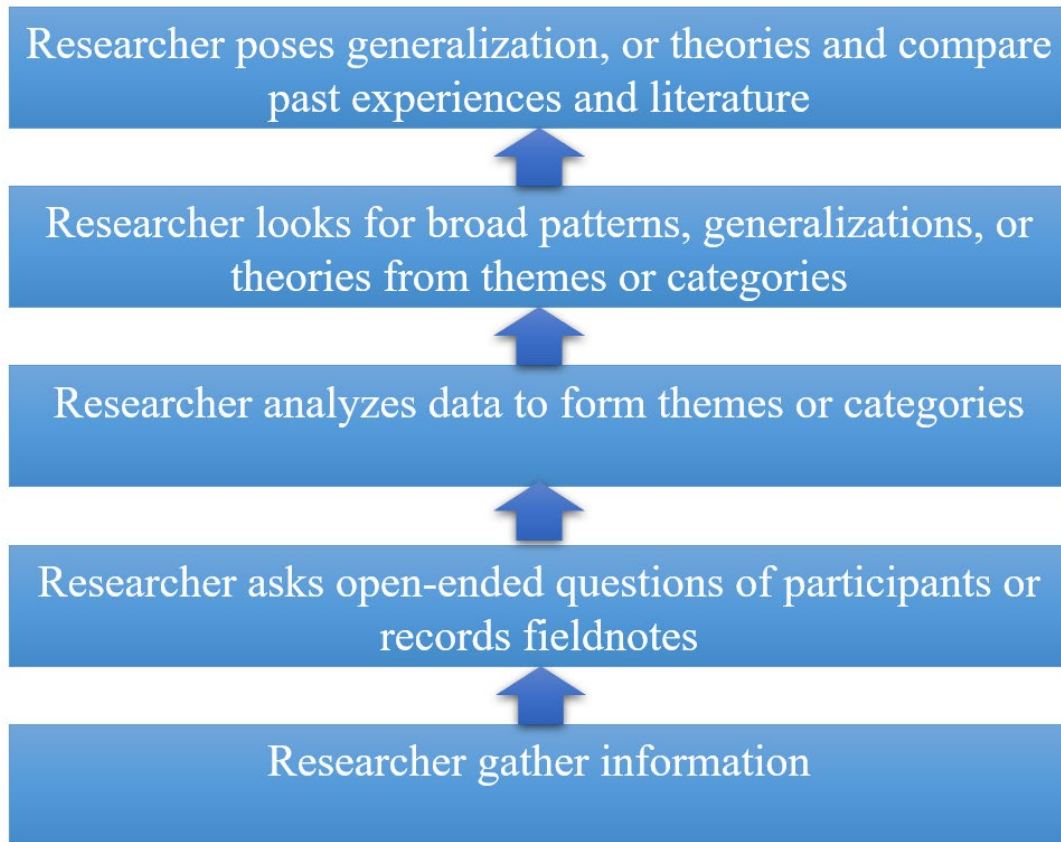 Researcher poses generalization, or theories and compare
past experiences and literature
Researcher looks for broad patterns, generalizations, or
theories from themes or categories
Researcher analyzes data to form themes or categories
Researcher asks open-ended questions of participants or
records fieldnotes
Researcher gather information